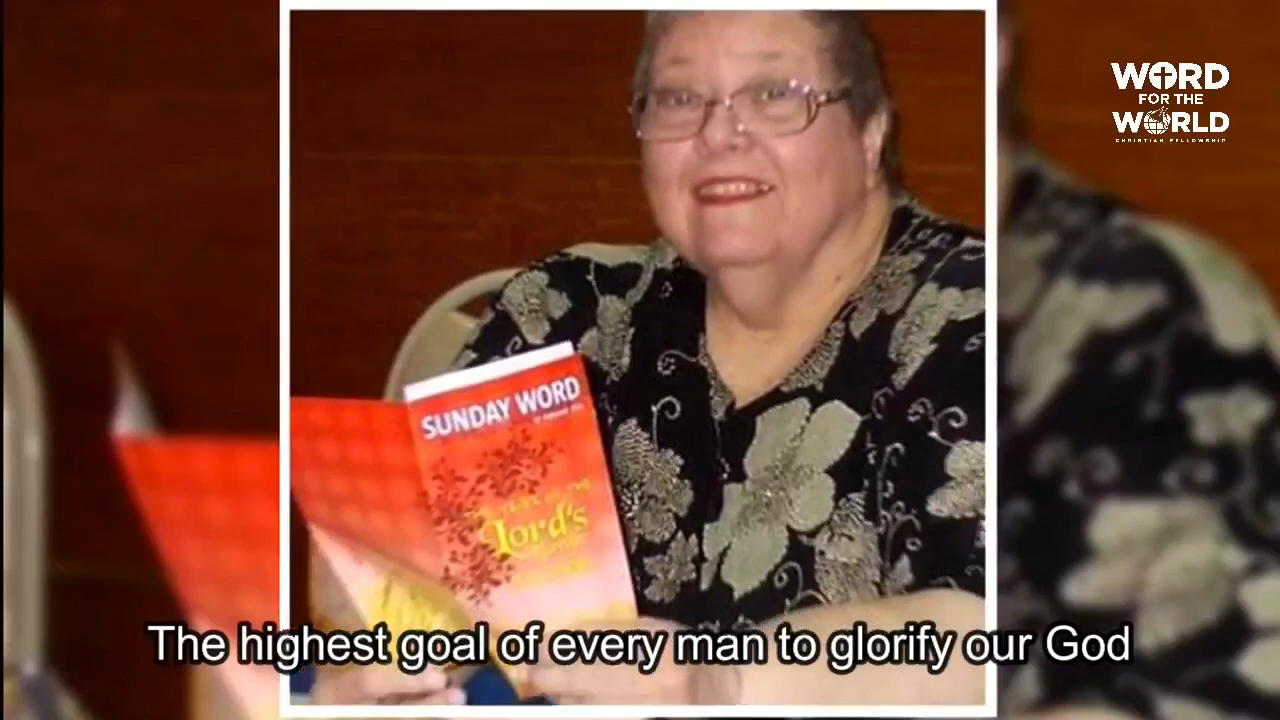 WORD
FOR THE
WORLD
CHRISTIAN FELLOWSHIP
SUNDAY WORD
Lord's
The highest goal of every man to glorify our God